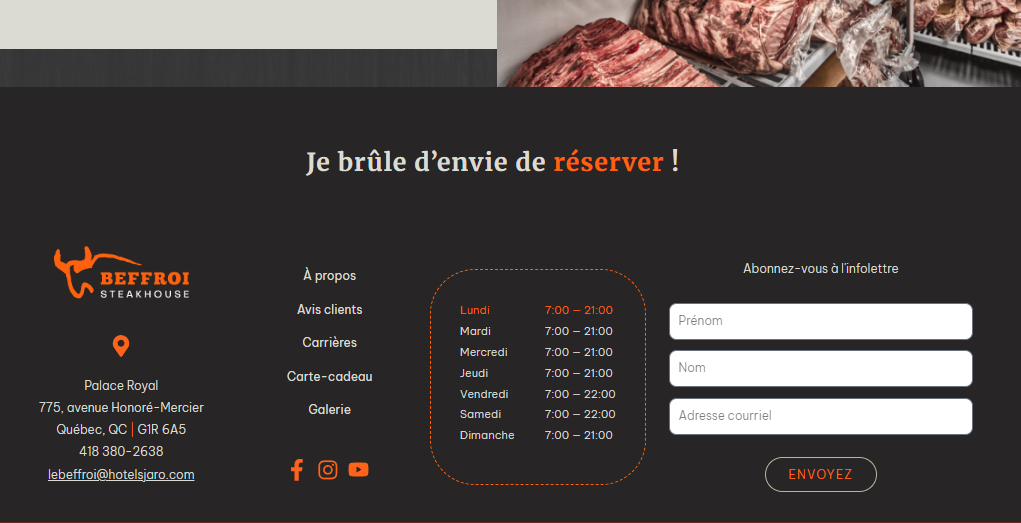 Je brûle d’envie de réserver !
BEFFROI
STEAKHOUSE
Palace Royal
775, avenue Honoré-Mercier
Québec, QC | G1R 6A5
418 380-2638
lebeffroi@hotelsjaro.com
À propos
Avis clients
Carrières
Carte-cadeau
Galerie
Lundi 7:00 – 21:00
Mardi 7:00 – 21:00
Mercredi 7:00 – 21:00
Jeudi 7:00 – 21:00
Vendredi 7:00 – 22:00
Samedi 7:00 – 22:00
Dimanche 7:00 – 21:00
Abonnez-vous à l’infolettre
Prénom
Nom
Adresse courriel
ENVOYEZ